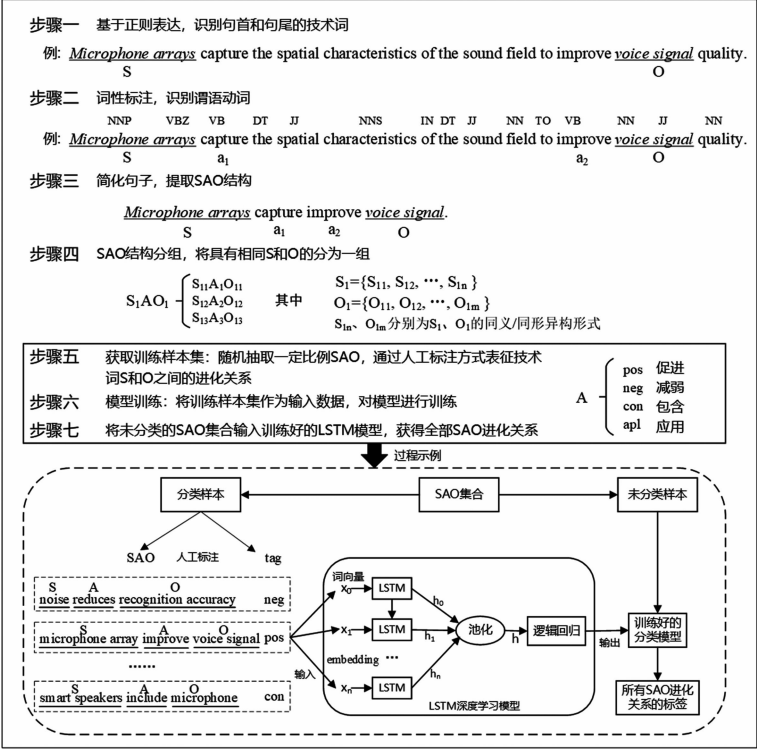 步骤一 基于正则表达，识别句首和句尾的技术词
例: Microphone arrays capture the spatial characteristics of the sound field to improve voice signal quality.
S O
步骤二 词性标注，识别谓语动词
NNP VBZ VB DT JJ NNS IN DT JJ NN TO VB NN JJ NN
例: Microphone arrays capture the spatial characteristics of the sound field to improve voice signal quality.
S a1 a2 O
步骤三 简化句子，提取SAO结构
Microphone arrays capture improve voice signal.
S a1 a2 O
步骤四 SAO结构分组，将具有相同S和O的分为一组
S1AO1
S11A1O11
S12A2O12
S13A3O13
其中
S1={S11, S12, ⋯, S1n }
O1={O11, O12, ⋯, O1m }
S1n、O1m分别为S1、O1的同义/同形异构形式
步骤五 获取训练样本集：随机抽取一定比例SAO，通过人工标注方式表征技术
词S和O之间的进化关系
步骤六 模型训练：将训练样本集作为输入数据，对模型进行训练
步骤七 将未分类的SAO集合输入训练好的LSTM模型，获得全部SAO进化关系
A
pos 促进
neg 减弱
con 包含
apl 应用
过程示例
分类样本 SAO集合 未分类样本
SAO 人工标注 tag
S A O
noise reduces recognition accuracy neg
S A O
microphone array improve voice signal pos
······
S A O
smart speakers include microphone con
输入
词向量
x0 LSTM h0
x1 LSTM h1
embedding ···
xn LSTM hn
池化
h
逻辑回归
LSTM深度学习模型
输出
训练好的
分类模型
所有SAO进化
关系的标签